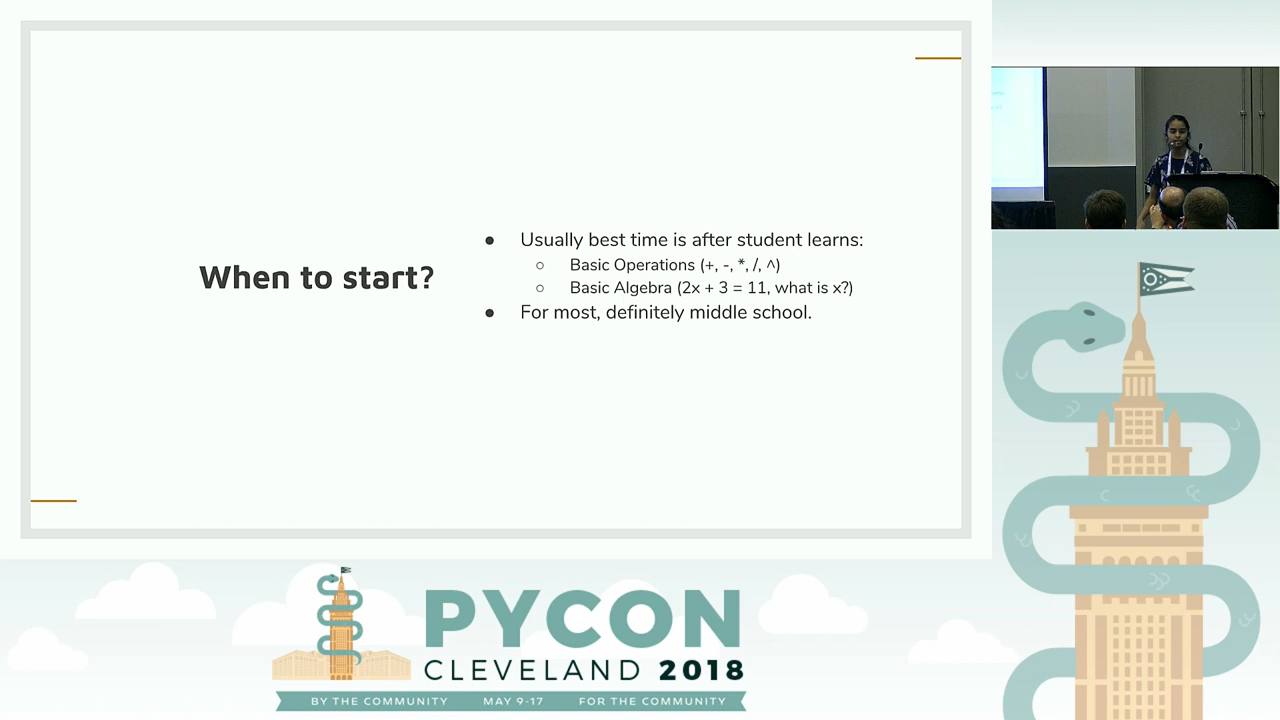 When to start?
● Usually best time is after student learns:
○ Basic Operations (+, -, *, /, ^)
○ Basic Algebra (2x + 3 = 11, what is x?)
● For most, definitely middle school.
PYCON
CLEVELAND 2018
BY THE COMMUNITY MAY 9-17 FOR THE COMMUNITY